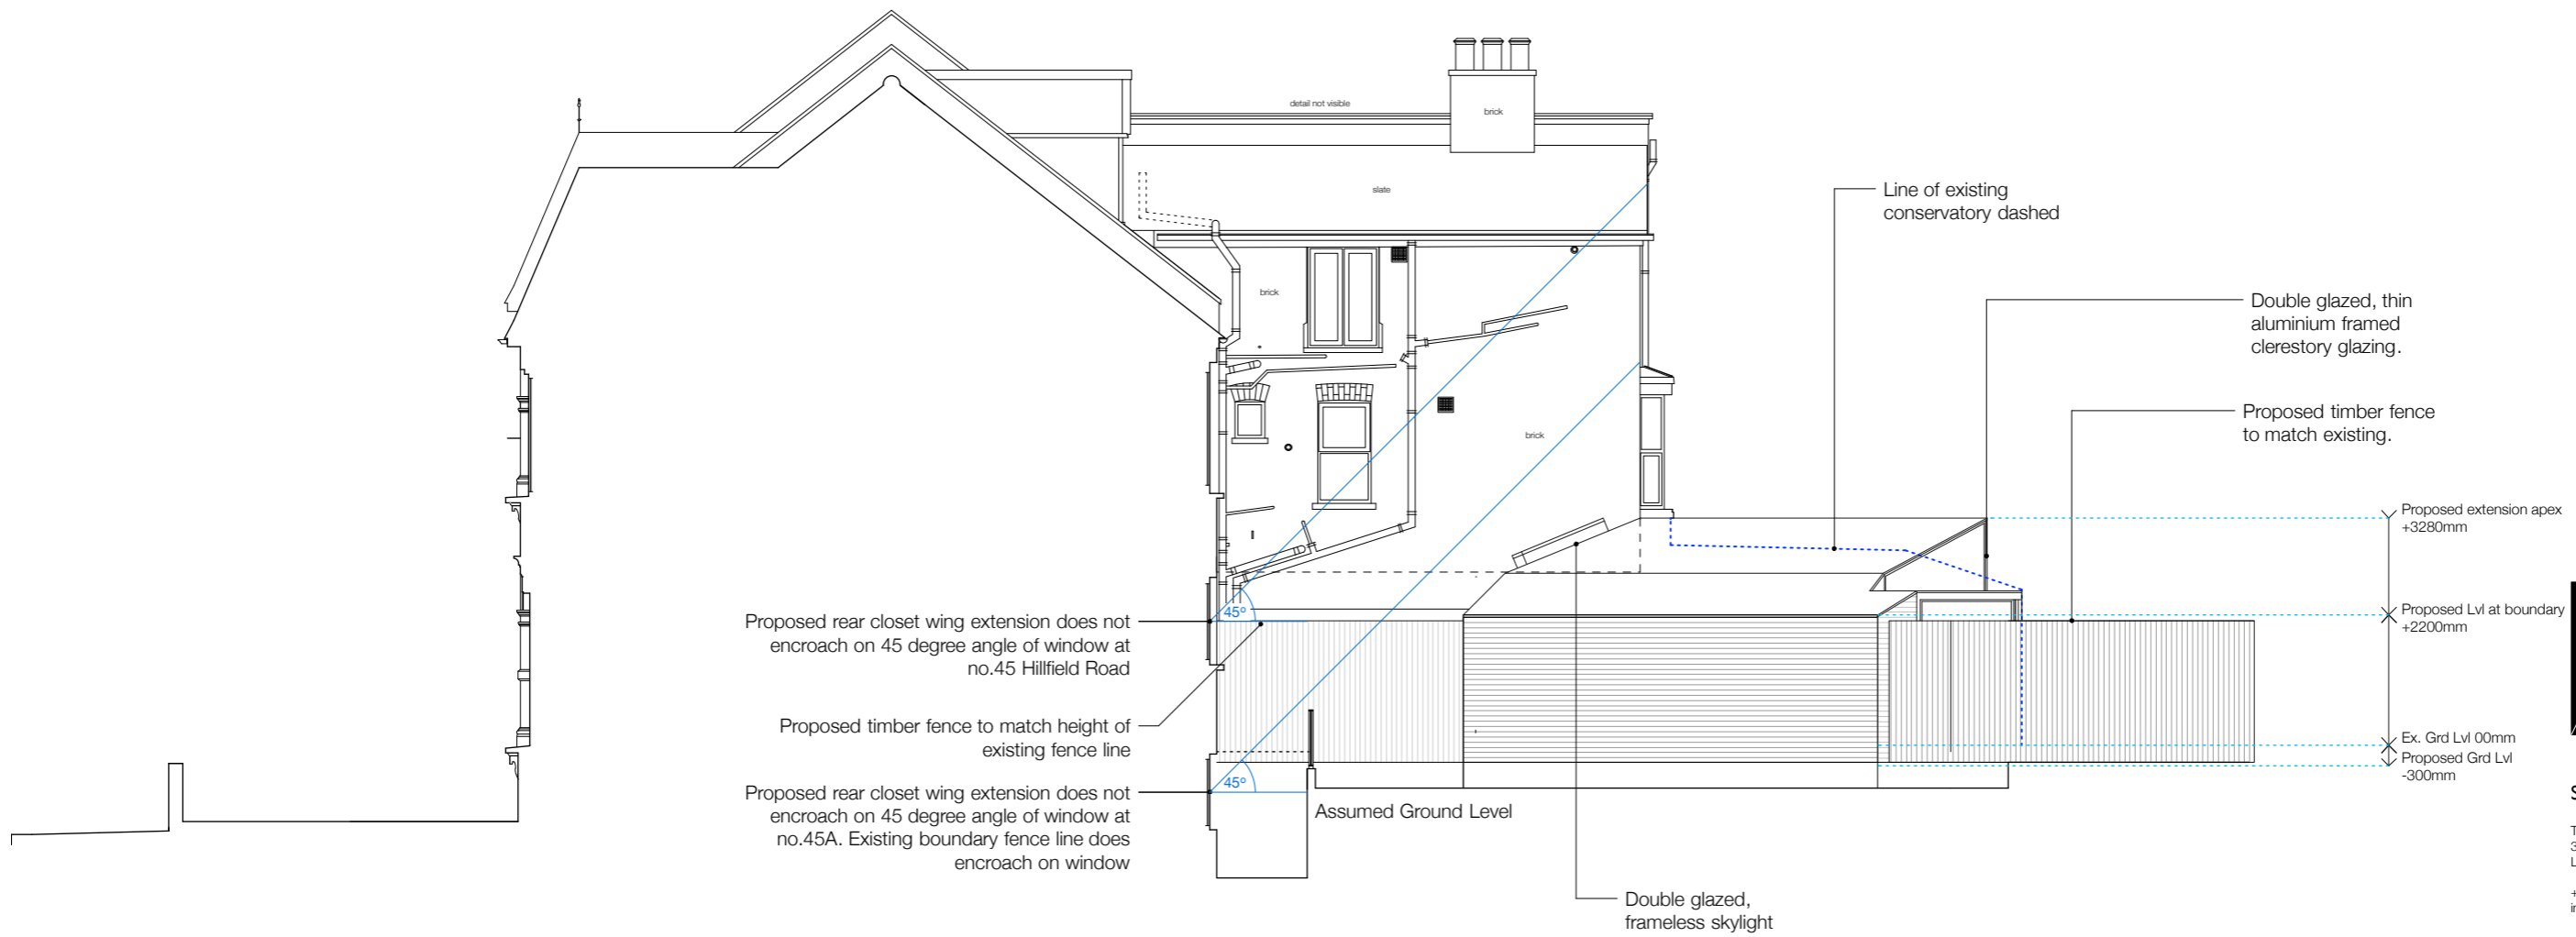 detail not visible
brick
slate
Line of existing
conservatory dashed
brick
Double glazed, thin
aluminium framed
clerestory glazing.
Proposed timber fence
to match existing.
brick
Proposed extension apex
+3280mm
Proposed Lvl at boundary
+2200mm
45°
Proposed rear closet wing extension does not
encroach on 45 degree angle of window at
no.45 Hillfield Road
Proposed timber fence to match height of
existing fence line
Ex. Grd Lvl 00mm
Proposed Grd Lvl
-300mm
45°
Proposed rear closet wing extension does not
encroach on 45 degree angle of window at
no.45A. Existing boundary fence line does
encroach on window
Assumed Ground Level
Double glazed,
frameless skylight